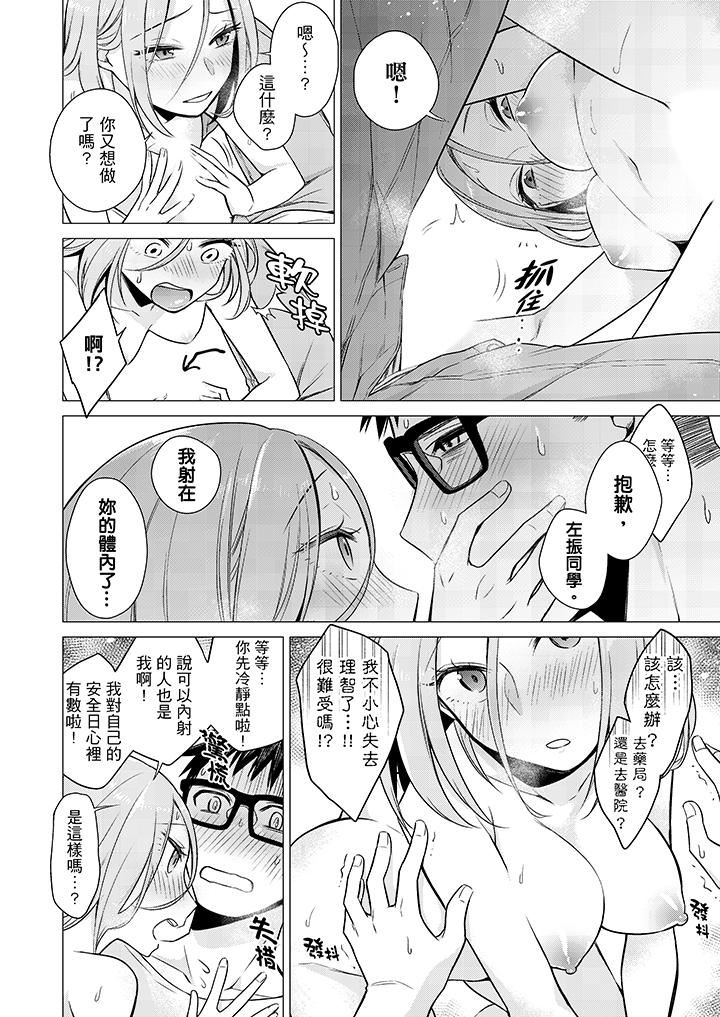 嗯！
抓
住……
嗯～…？
這什麼？
你又想做
了嗎？
軟掉
啊!?
等等…
怎麼
抱歉，
左振同學。
我射在
妳的體內了…
該…
該怎麼辦？
去藥局？
還是去醫院？
我不小心失去
理智了…!!
很難受嗎!?
發抖
發抖
等等…
你先冷靜點啦！
說可以內射
的人也是
我啊！
我對自己的
安全日心裡
有數啦！
驚慌
失措
是這樣嗎…？